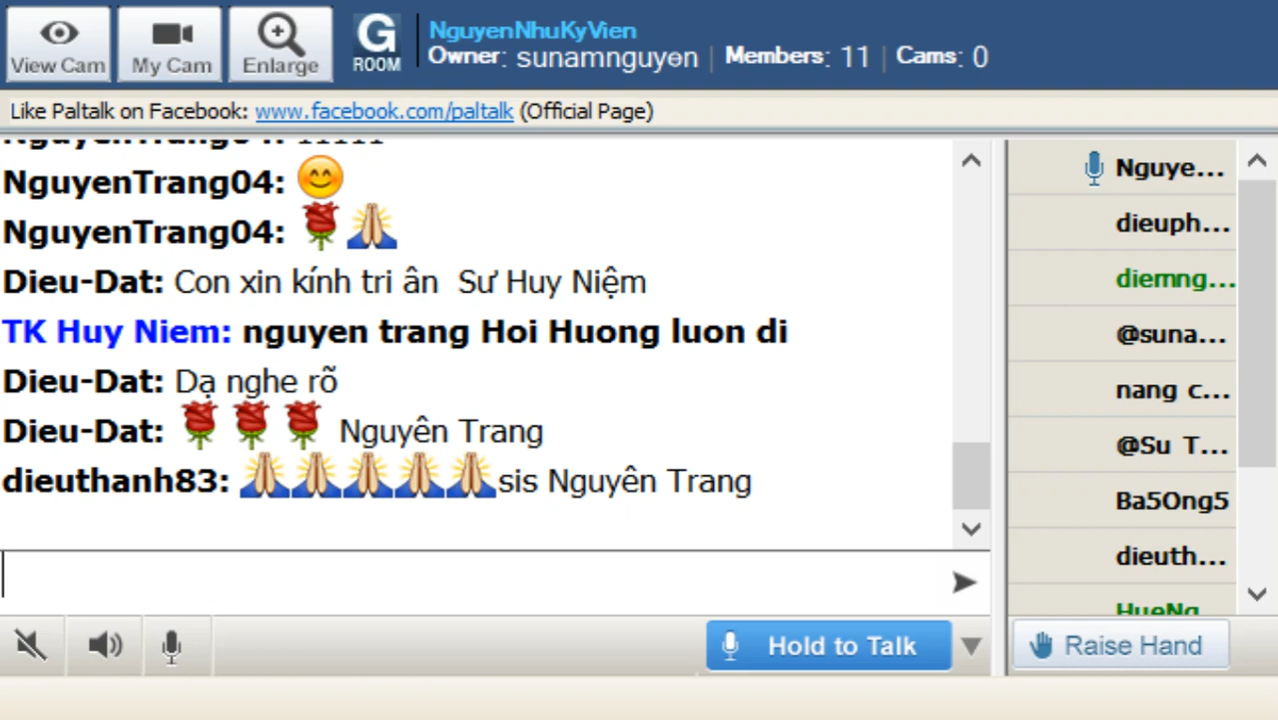 View Cam
My Cam
Enlarge
G
ROOM
NguyenNhuKyVien
Owner: sunamnguyen | Members: 11 | Cams: 0
Like Paltalk on Facebook: www.facebook.com/paltalk (Official Page)
NguyenTrang04:
NguyenTrang04:
NguyenTrang04:
Dieu-Dat: Con xin kính tri ân Sư Huy Niệm
TK Huy Niem: nguyen trang Hoi Huong luon di
Dieu-Dat: Dạ nghe rõ
Dieu-Dat: Nguyên Trang
dieuthanh83: sis Nguyên Trang
Hold to Talk
Nguye...
dieuph...
diemng...
@suna...
nang c...
@Su T...
Ba5Ong5
dieuth...
HueNg
Raise Hand